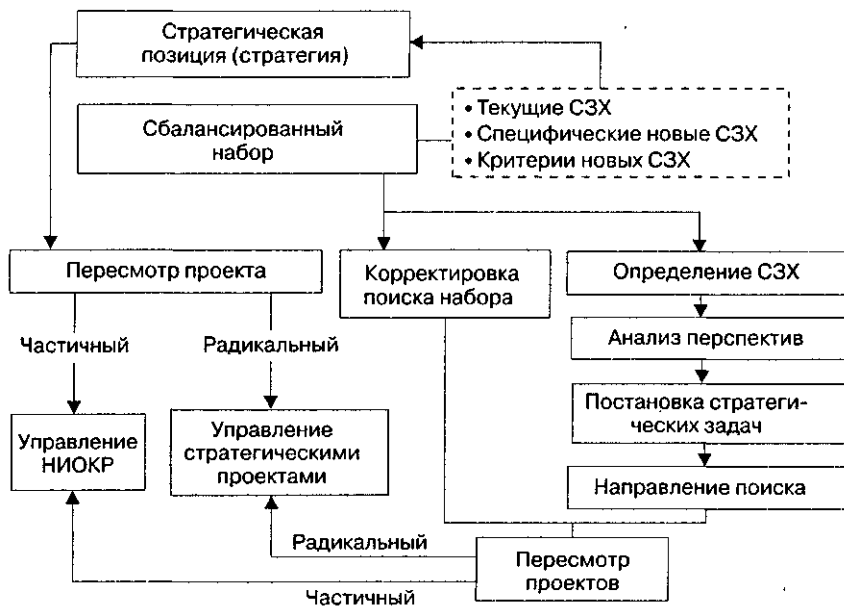 Стратегическая
позиция (стратегия)
Сбалансированный
набор
• Текущие СЗХ
• Специфические новые СЗХ
• Критерии новых СЗХ
Пересмотр проекта
Корректировка
поиска набора
Определение СЗХ
Частичный
Радикальный
Анализ перспектив
Управление
НИОКР
Управление
стратегическими
проектами
Постановка стратеги-
ческих задач
Направление поиска
Радикальный
Частичный
Пересмотр
проектов